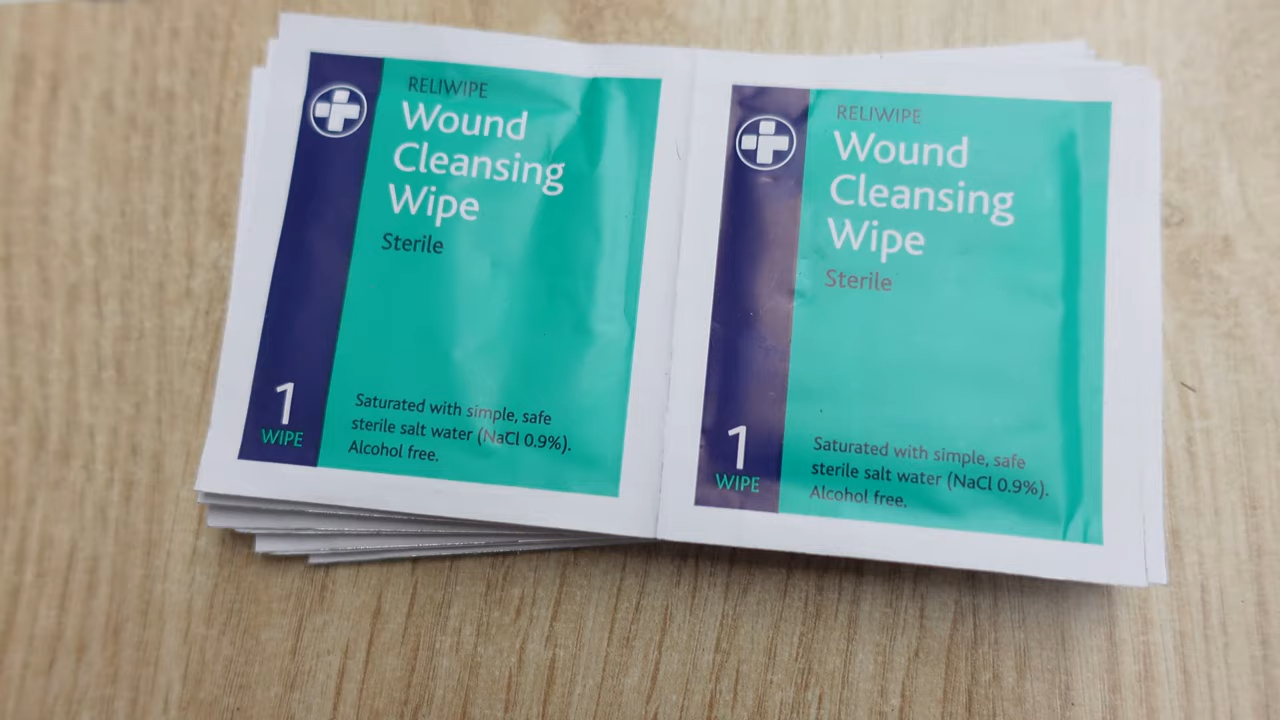 RELIWIPE
Wound
Cleansing
Wipe
Sterile
1
WIPE
Saturated with simple, safe
sterile salt water (NaCl 0.9%).
Alcohol free.
RELIWIPE
Wound
Cleansing
Wipe
Sterile
1
WIPE
Saturated with simple, safe
sterile salt water (NaCl 0.9%).
Alcohol free.